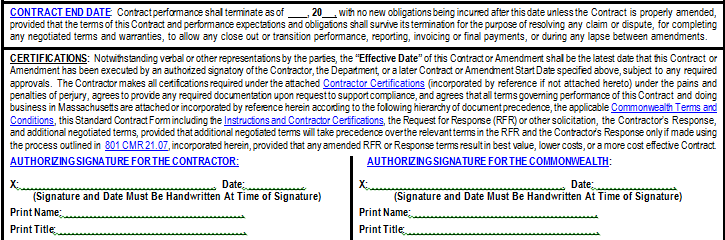 CONTRACT END DATE: Contract performance shall terminate as of ____, 20___, with no new obligations being incurred after this date unless the Contract is properly amended,
provided that the terms of this Contract and performance expectations and obligations shall survive its termination for the purpose of resolving any claim or dispute, for completing
any negotiated terms and warranties, to allow any close out or transition performance, reporting, invoicing or final payments, or during any lapse between amendments.
CERTIFICATIONS: Notwithstanding verbal or other representations by the parties, the "Effective Date" of this Contract or Amendment shall be the latest date that this Contract or
Amendment has been executed by an authorized signatory of the Contractor, the Department, or a later Contract or Amendment Start Date specified above, subject to any required
approvals. The Contractor makes all certifications required under the attached Contractor Certifications (incorporated by reference if not attached hereto) under the pains and
penalties of perjury, agrees to provide any required documentation upon request to support compliance, and agrees that all terms governing performance of this Contract and doing
business in Massachusetts are attached or incorporated by reference herein according to the following hierarchy of document precedence, the applicable Commonwealth Terms and
Conditions, this Standard Contract Form including the Instructions and Contractor Certifications, the Request for Response (RFR) or other solicitation, the Contractor's Response,
and additional negotiated terms, provided that additional negotiated terms will take precedence over the relevant terms in the RFR and the Contractor's Response only if made using
the process outlined in 801 CMR 21.07, incorporated herein, provided that any amended RFR or Response terms result in best value, lower costs, or a more cost effective Contract.
AUTHORIZING SIGNATURE FOR THE CONTRACTOR:
X: Date:
(Signature and Date Must Be Handwritten At Time of Signature)
Print Name:
Print Title:
AUTHORIZING SIGNATURE FOR THE COMMONWEALTH:
X: Date:
(Signature and Date Must Be Handwritten At Time of Signature)
Print Name:
Print Title: